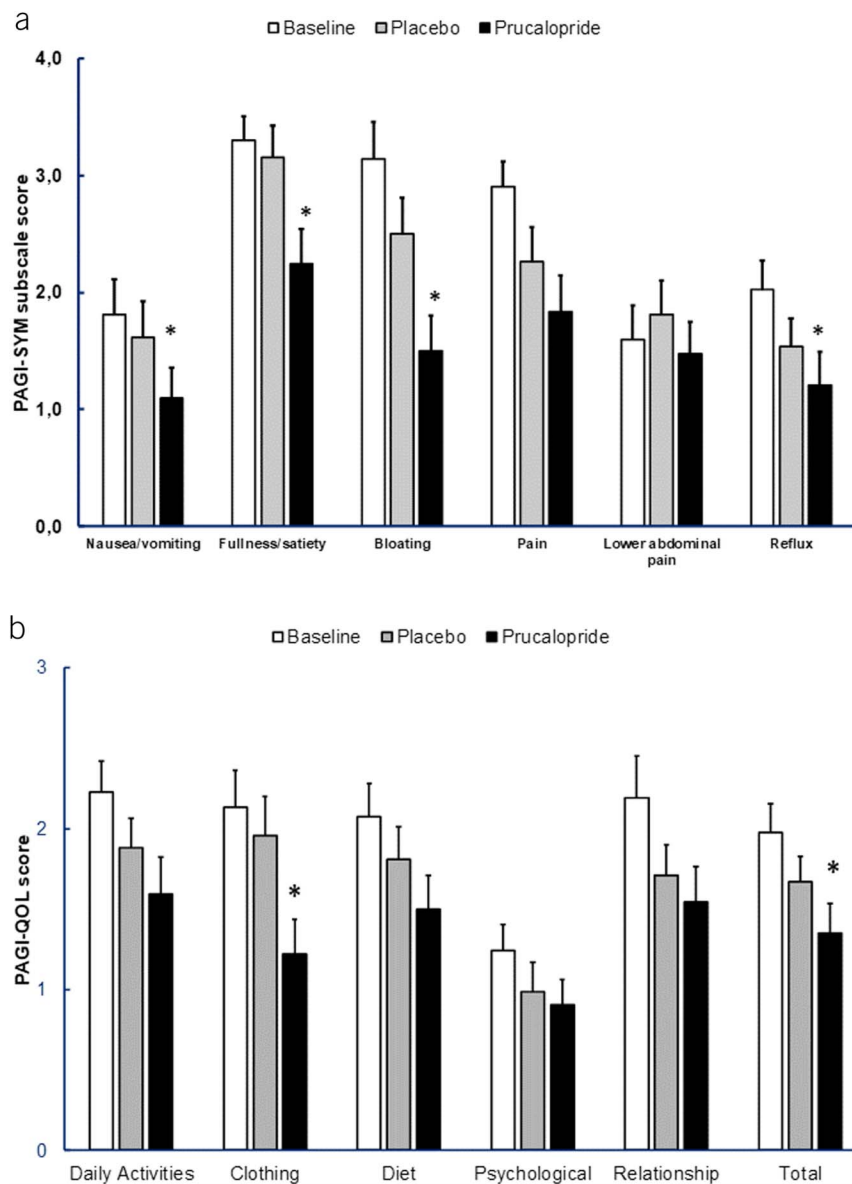 a
Baseline Placebo Prucalopride
PAGI-SYM subscale score
4,0
3,0
2,0
1,0
0,0
* * * *
Nausea/vomiting Fullness/satiety Bloating Pain Lower abdominal pain Reflux
b
Baseline Placebo Prucalopride
PAGI-QOL score
3
2
1
0
* *
Daily Activities Clothing Diet Psychological Relationship Total